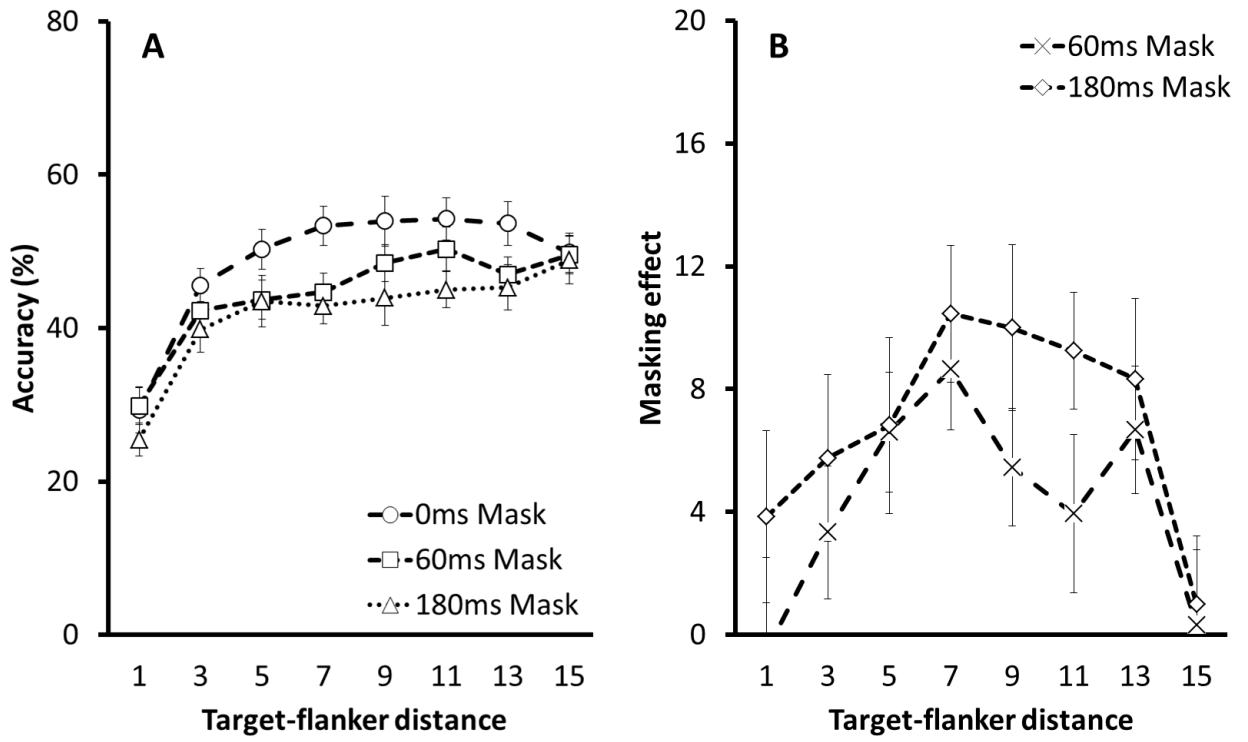 A
Accuracy (%)
80
60
40
20
0
0ms Mask
60ms Mask
180ms Mask
1 3 5 7 9 11 13 15
Target-flanker distance
B
Masking effect
20
16
12
8
4
0
60ms Mask
180ms Mask
1 3 5 7 9 11 13 15
Target-flanker distance